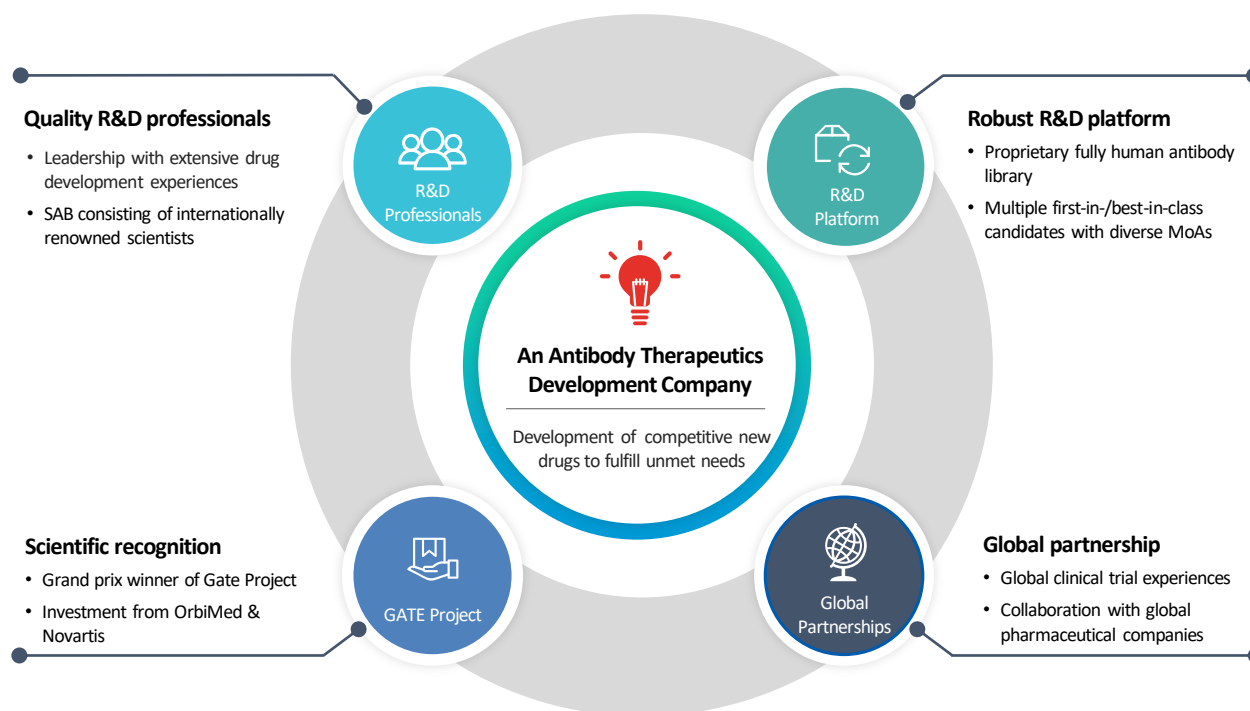 Quality R&D professionals
• Leadership with extensive drug
development experiences
• SAB consisting of internationally
renowned scientists
R&D
Professionals
R&D
Platform
Robust R&D platform
• Proprietary fully human antibody
library
• Multiple first-in-/best-in-class
candidates with diverse MoAs
An Antibody Therapeutics
Development Company
Development of competitive new
drugs to fulfill unmet needs
Scientific recognition
• Grand prix winner of Gate Project
• Investment from OrbiMed &
Novartis
GATE Project
Global
Partnerships
Global partnership
• Global clinical trial experiences
• Collaboration with global
pharmaceutical companies